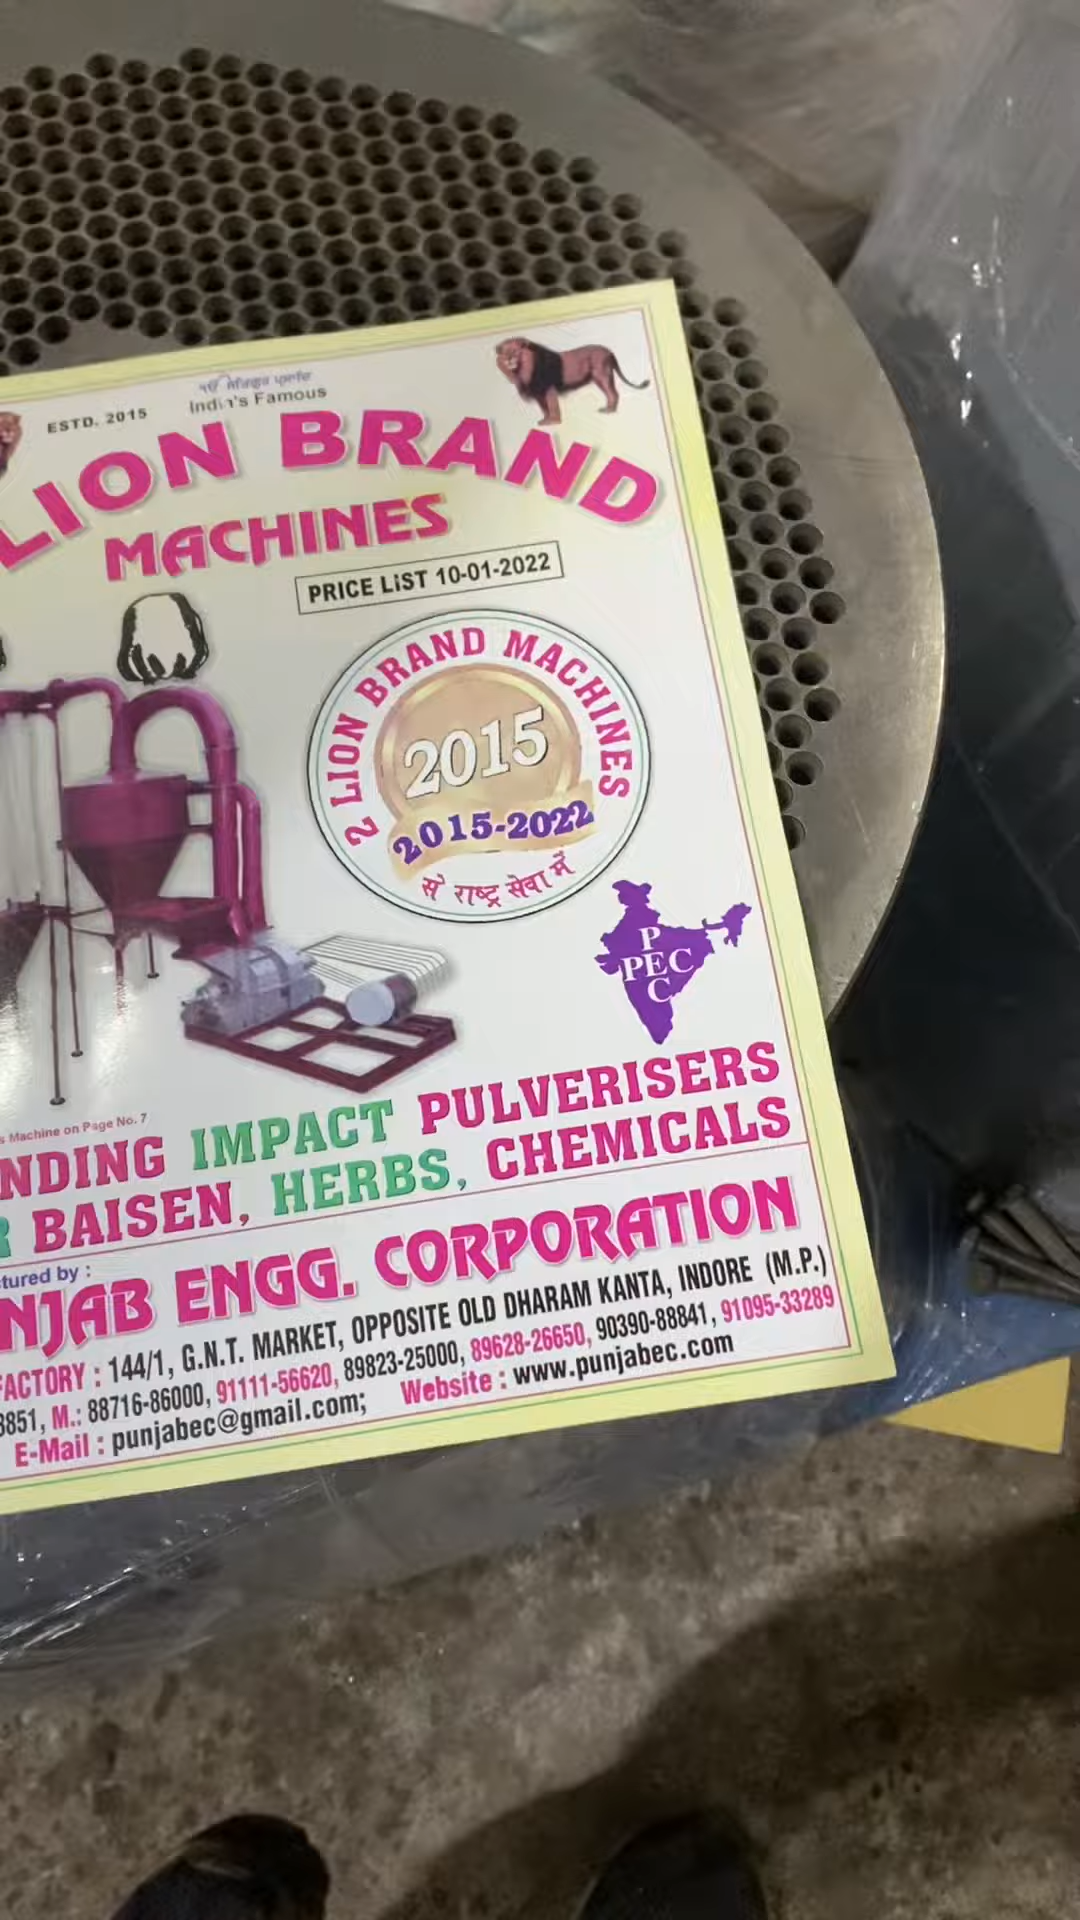 ESTD. 2015
India's Famous
LION BRAND
MACHINES
PRICE LIST 10-01-2022
2 LION BRAND MACHINES
2015
2015-2022
से राष्ट्र सेवा में
P
PEC
C
s Machine on Page No. 7
NDING IMPACT PULVERISERS
R BAISEN, HERBS, CHEMICALS
tured by :
NJAB ENGG. CORPORATION
FACTORY : 144/1, G.N.T. MARKET, OPPOSITE OLD DHARAM KANTA, INDORE (M.P.)
3851, M.: 88716-86000, 91111-56620, 89823-25000, 89628-26650, 90390-88841, 91095-33289
E-Mail : punjabec@gmail.com; Website : www.punjabec.com